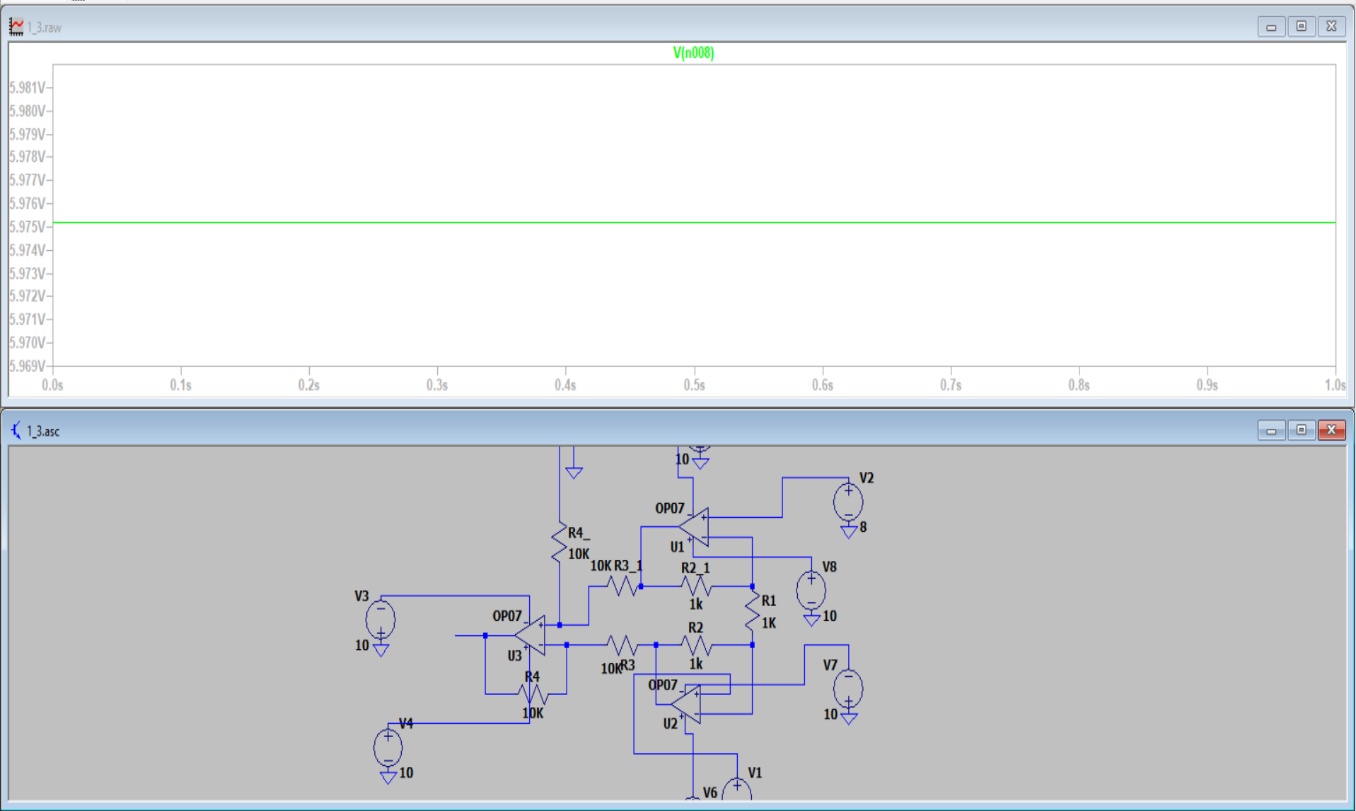 1_3.raw
V(n008)
5.981V
5.980V
5.979V
5.978V
5.977V
5.976V
5.975V
5.974V
5.973V
5.972V
5.971V
5.970V
5.969V
0.0s 0.1s 0.2s 0.3s 0.4s 0.5s 0.6s 0.7s 0.8s 0.9s 1.0s
1_3.asc
10
V2
OP07
8
R4_
10K
U1
10K R3_1
R2_1
V8
1k
R1
1K
10
V3
OP07
R2
10
U3
10K R3
1k
V7
R4
OP07
10K
U2
10
V4
10
V1
V6